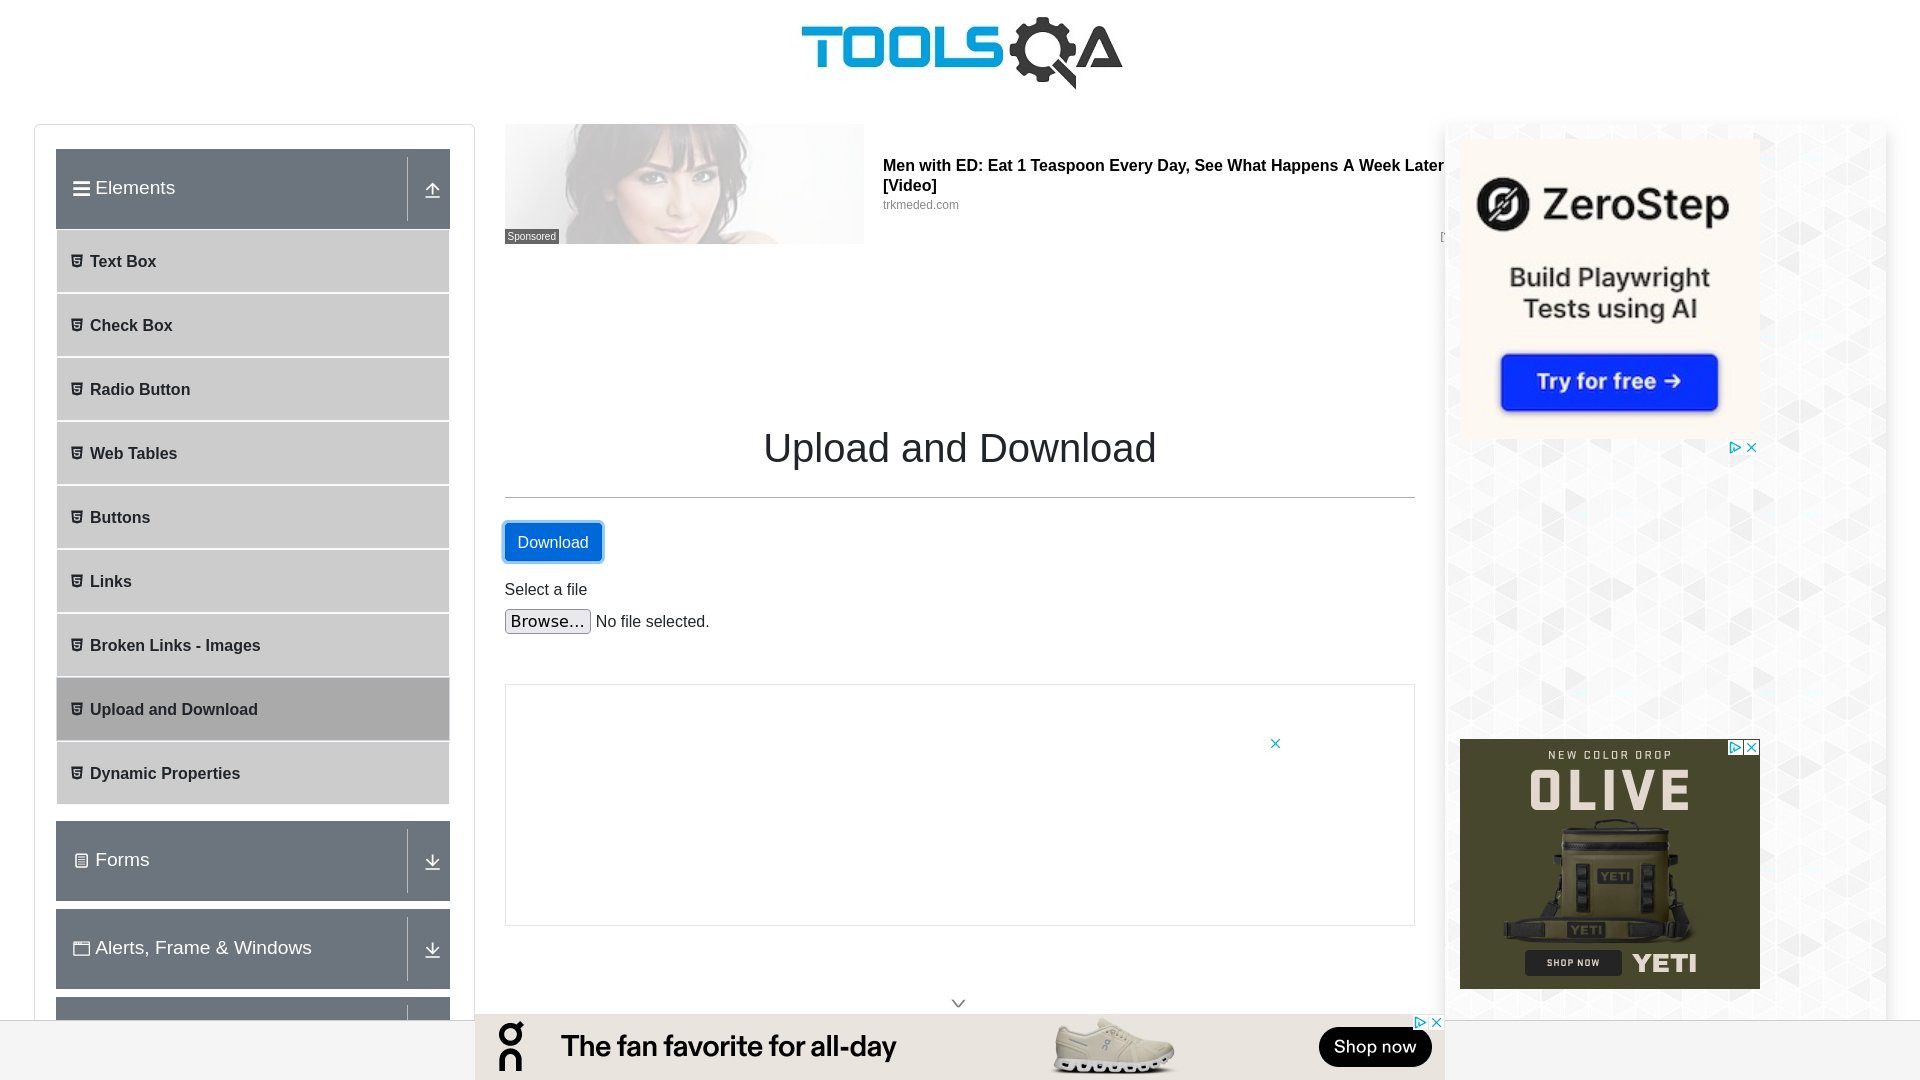 TOOLSQA
Elements
Text Box
Check Box
Radio Button
Web Tables
Buttons
Links
Broken Links - Images
Upload and Download
Dynamic Properties
Forms
Alerts, Frame & Windows
Men with ED: Eat 1 Teaspoon Every Day, See What Happens A Week Later
[Video]
trkmeded.com
Sponsored
Upload and Download
Download
Select a file
Browse... No file selected.
ZeroStep
Build Playwright
Tests using AI
Try for free →
NEW COLOR DROP
OLIVE
YETI
YETI
SHOP NOW YETI
on
The fan favorite for all-day
Shop now